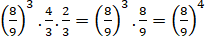 (8/9)³ . 4/3 . 2/3 = (8/9)³ . 8/9 = (8/9)⁴